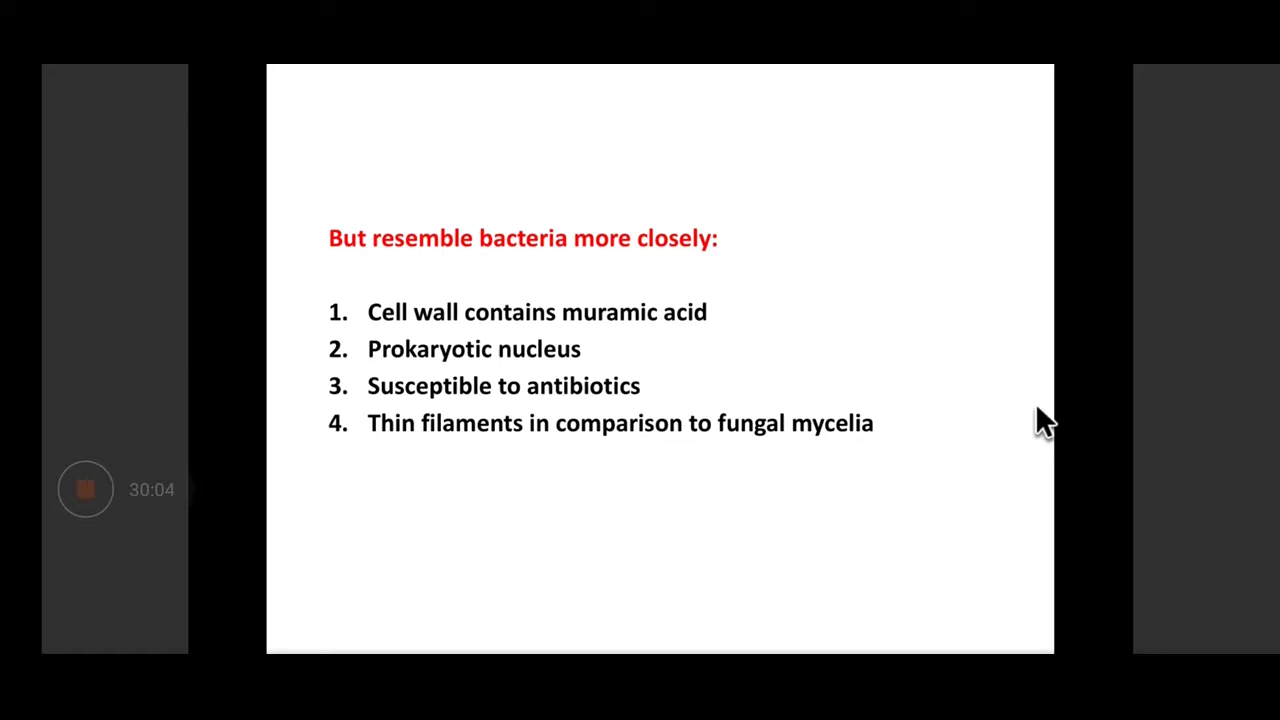 But resemble bacteria more closely:
1. Cell wall contains muramic acid
2. Prokaryotic nucleus
3. Susceptible to antibiotics
4. Thin filaments in comparison to fungal mycelia
30:04